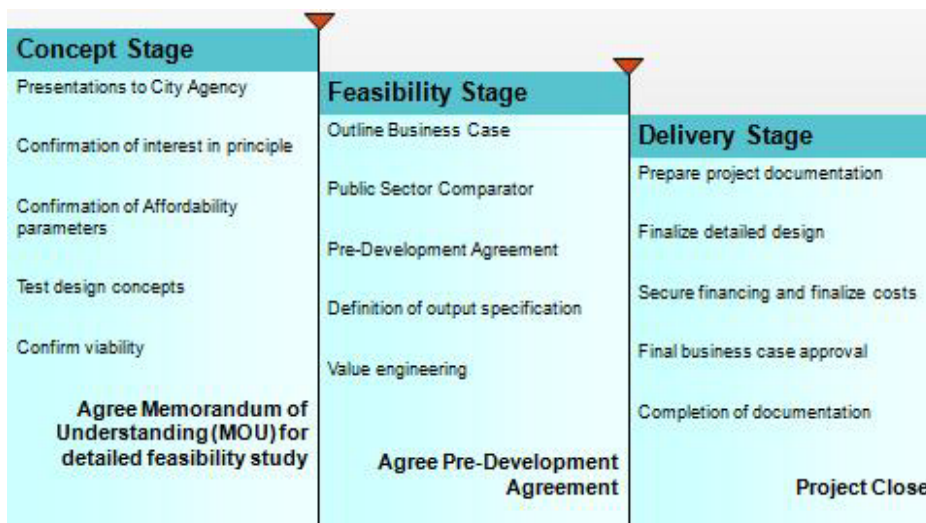 Concept Stage
Presentations to City Agency
Confirmation of interest in principle
Confirmation of Affordability
parameters
Test design concepts
Confirm viability
Agree Memorandum of
Understanding (MOU) for
detailed feasibility study
Feasibility Stage
Outline Business Case
Public Sector Comparator
Pre-Development Agreement
Definition of output specification
Value engineering
Agree Pre-Development
Agreement
Delivery Stage
Prepare project documentation
Finalize detailed design
Secure financing and finalize costs
Final business case approval
Completion of documentation
Project Close